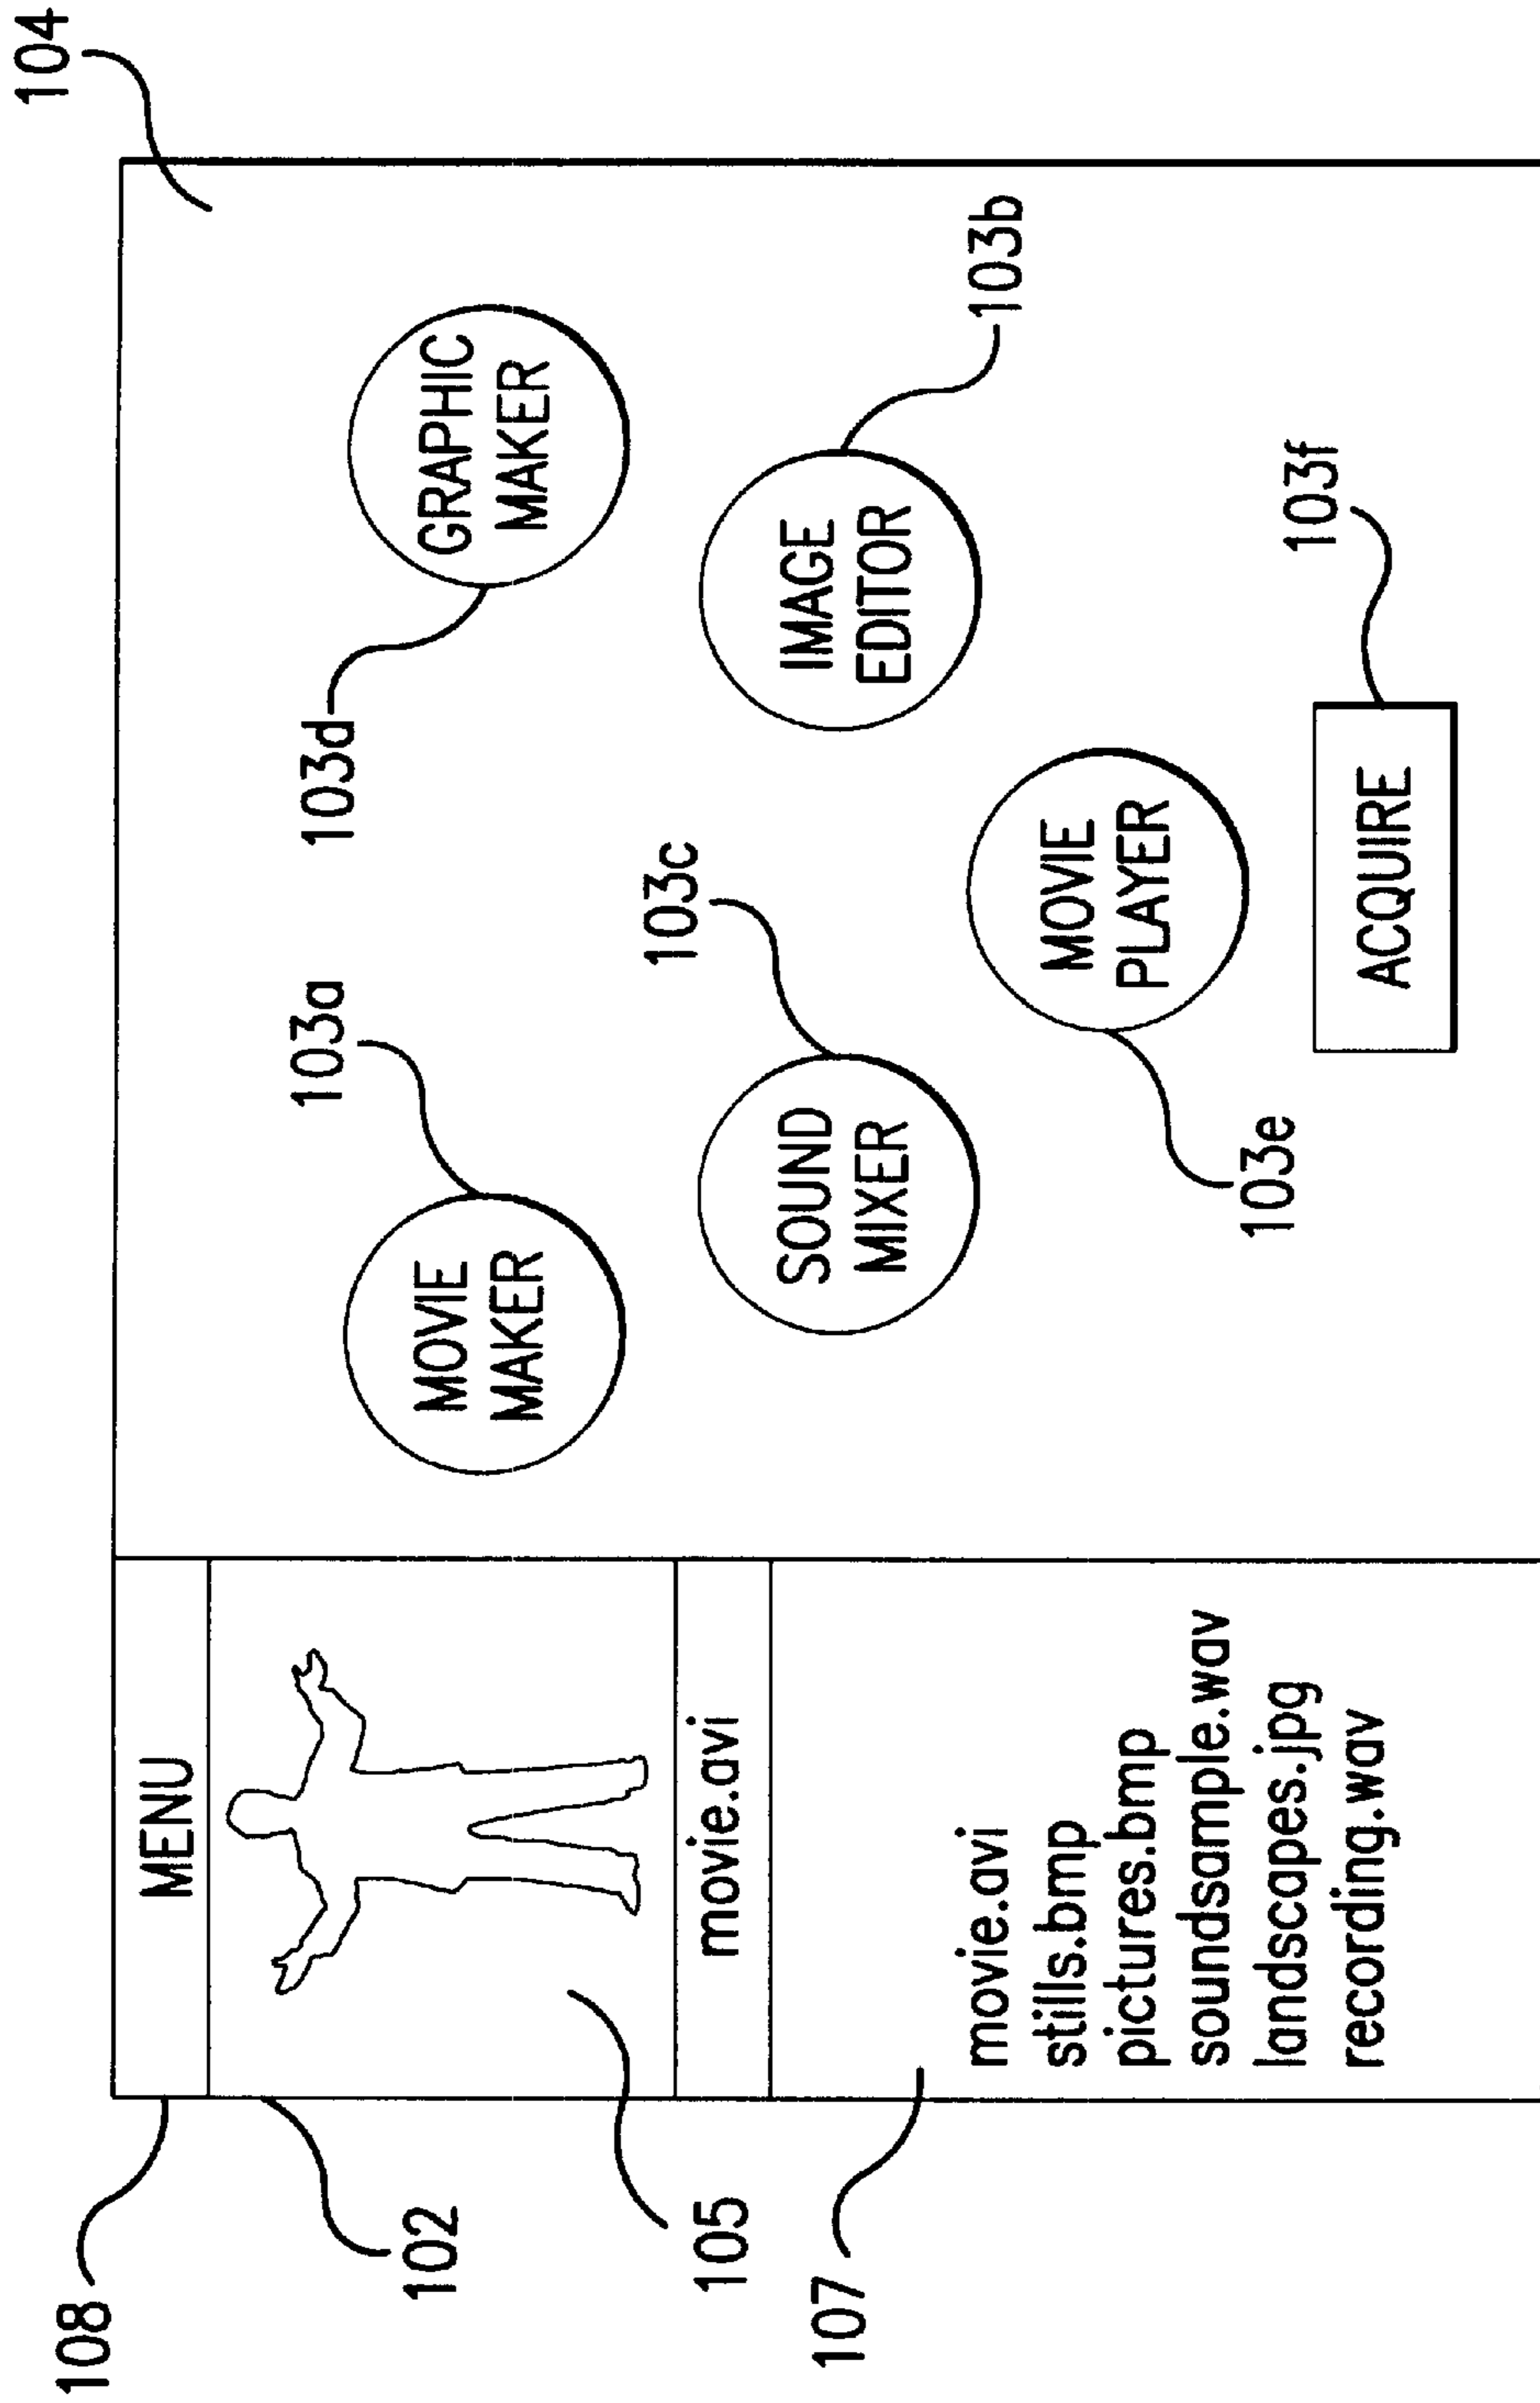 104
108
MENU
102
105
movie.avi
107
movie.avi
stills.bmp
pictures.bmp
soundsample.wav
landscapes.jpg
recording.wav
103a
MOVIE
MAKER
103d
GRAPHIC
MAKER
103c
SOUND
MIXER
103b
IMAGE
EDITOR
103e
MOVIE
PLAYER
103f
ACQUIRE